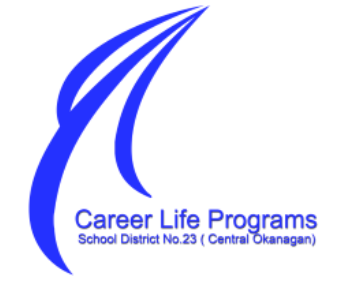 Career Life Programs
School District No.23 ( Central Okanagan)